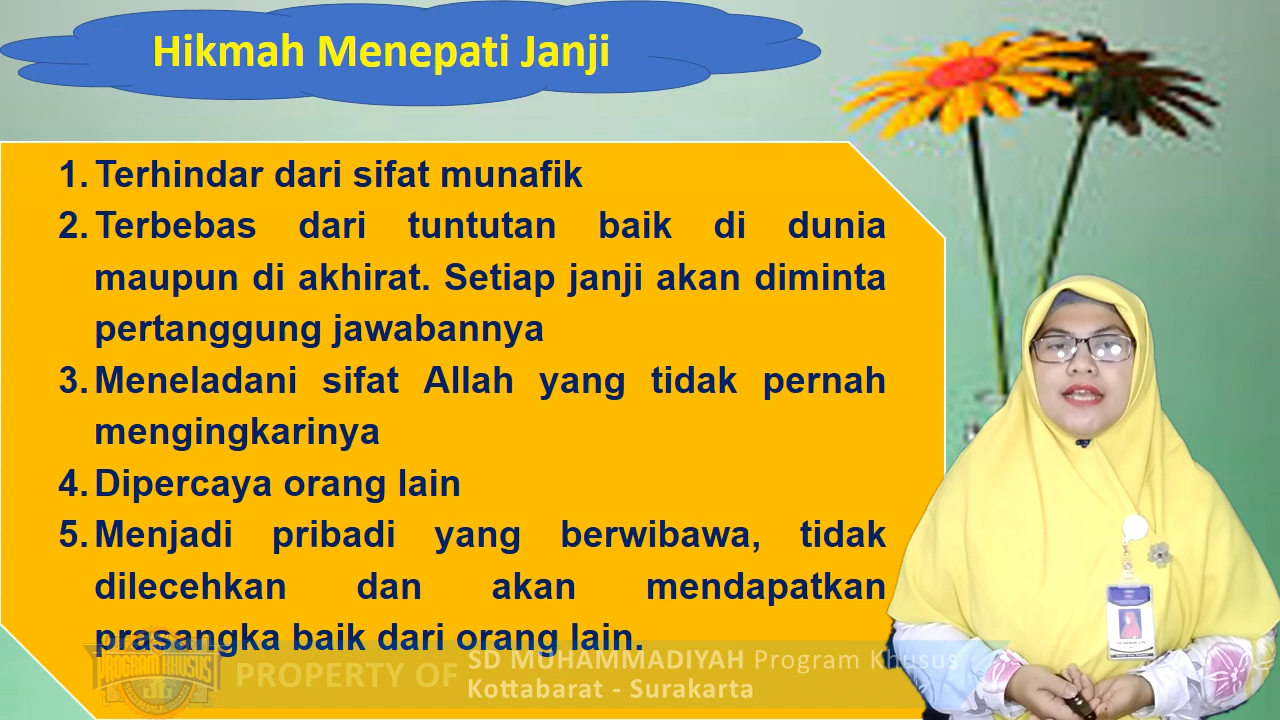 Hikmah Menepati Janji
1. Terhindar dari sifat munafik
2. Terbebas dari tuntutan baik di dunia
maupun di akhirat. Setiap janji akan diminta
pertanggung jawabannya
3. Meneladani sifat Allah yang tidak pernah
mengingkarinya
4. Dipercaya orang lain
5. Menjadi pribadi yang berwibawa, tidak
dilecehkan dan akan mendapatkan
prasangka baik dari orang lain.
PROGRAM KHUSUS
PROPERTY OF
SD MUHAMMADIYAH Program Khusus
Kottabarat - Surakarta